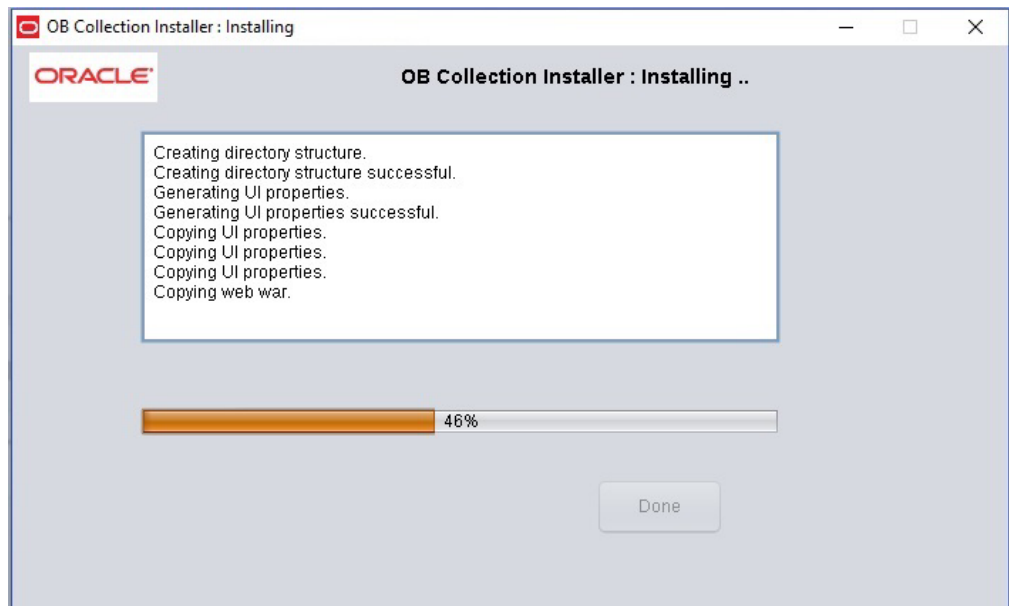 OB Collection Installer : Installing
ORACLE
OB Collection Installer : Installing ..
Creating directory structure.
Creating directory structure successful.
Generating UI properties.
Generating UI properties successful.
Copying UI properties.
Copying UI properties.
Copying UI properties.
Copying web war.
46%
Done